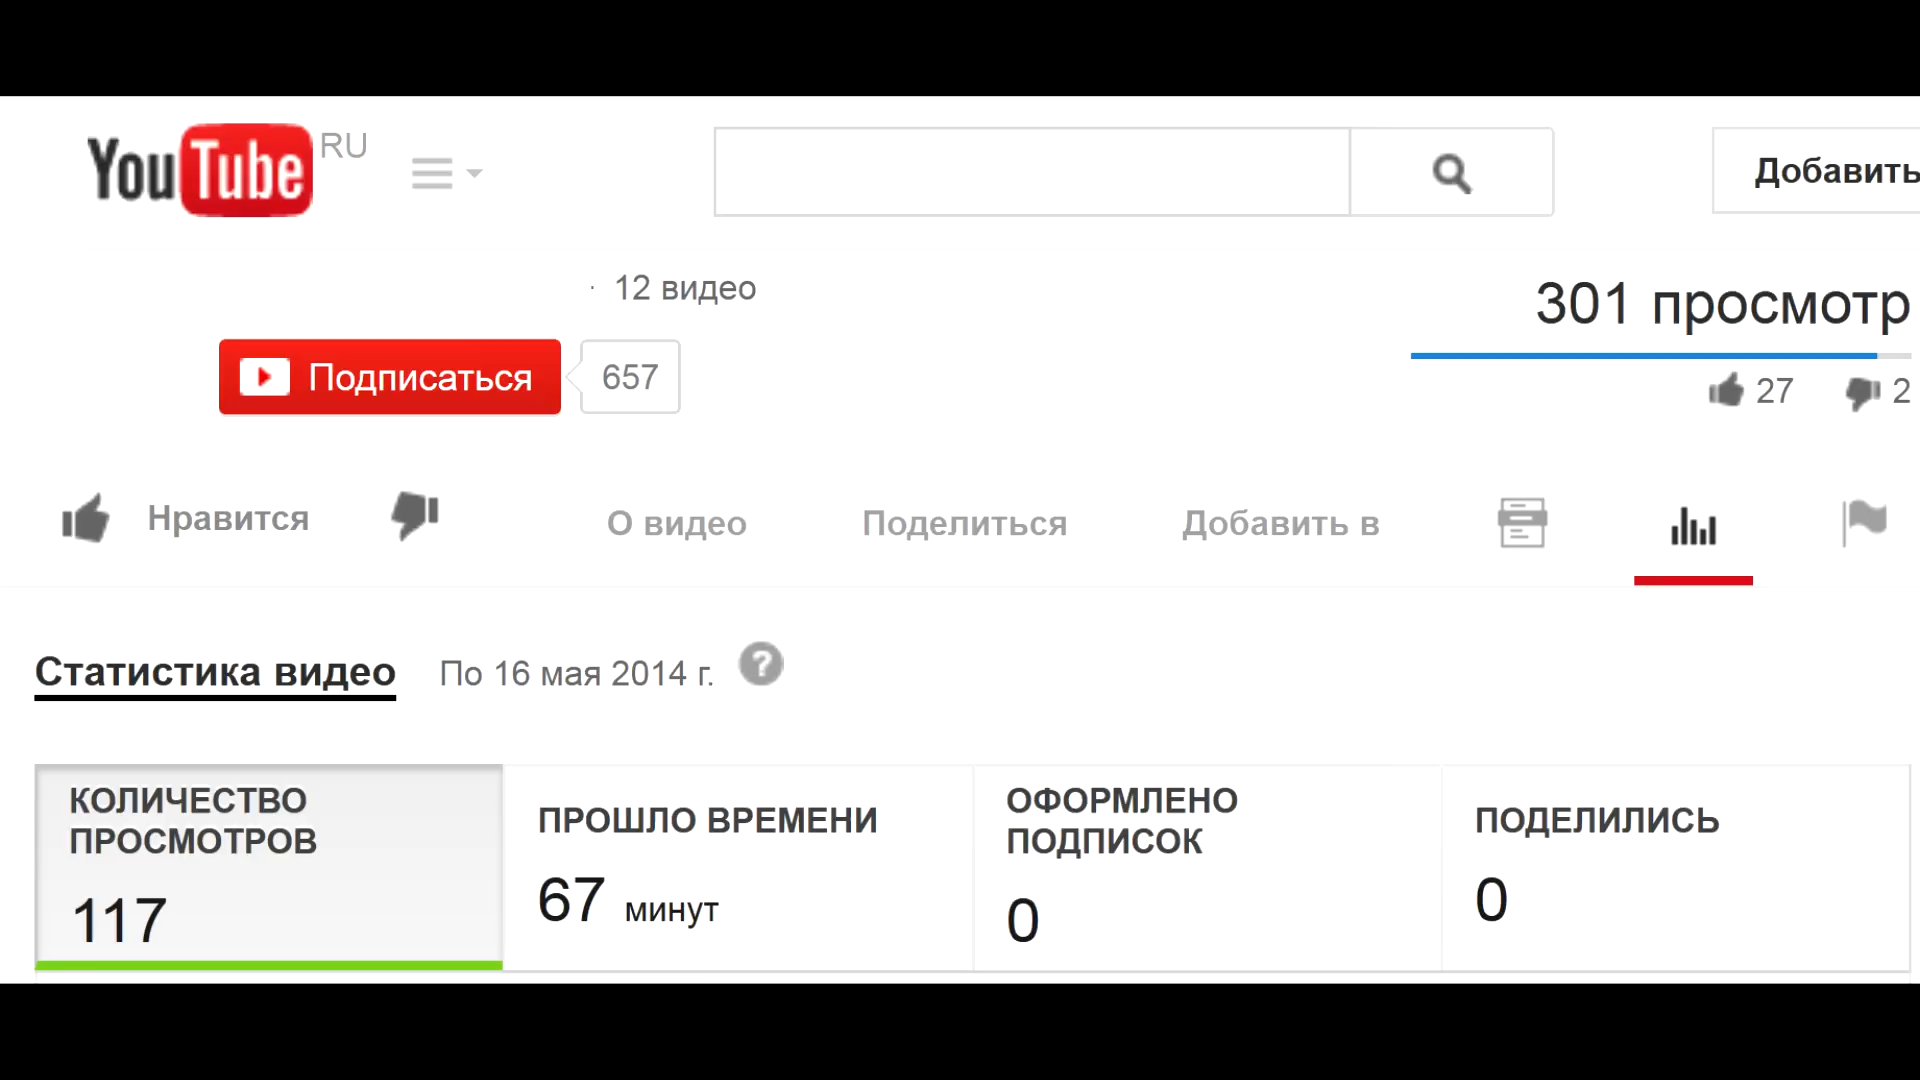 YouTube RU
Добавить
· 12 видео
301 просмотр
Подписаться 657
27 2
Нравится О видео Поделиться Добавить в
Статистика видео По 16 мая 2014 г. ?
КОЛИЧЕСТВО
ПРОСМОТРОВ
117
ПРОШЛО ВРЕМЕНИ
67 минут
ОФОРМЛЕНО
ПОДПИСОК
0
ПОДЕЛИЛИСЬ
0